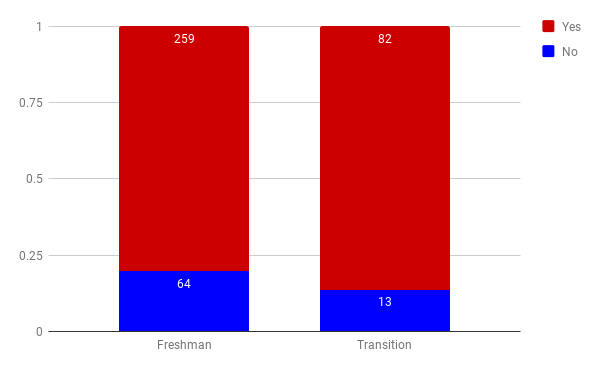 1
0.75
0.5
0.25
0
259
82
64
13
Freshman
Transition
Yes
No